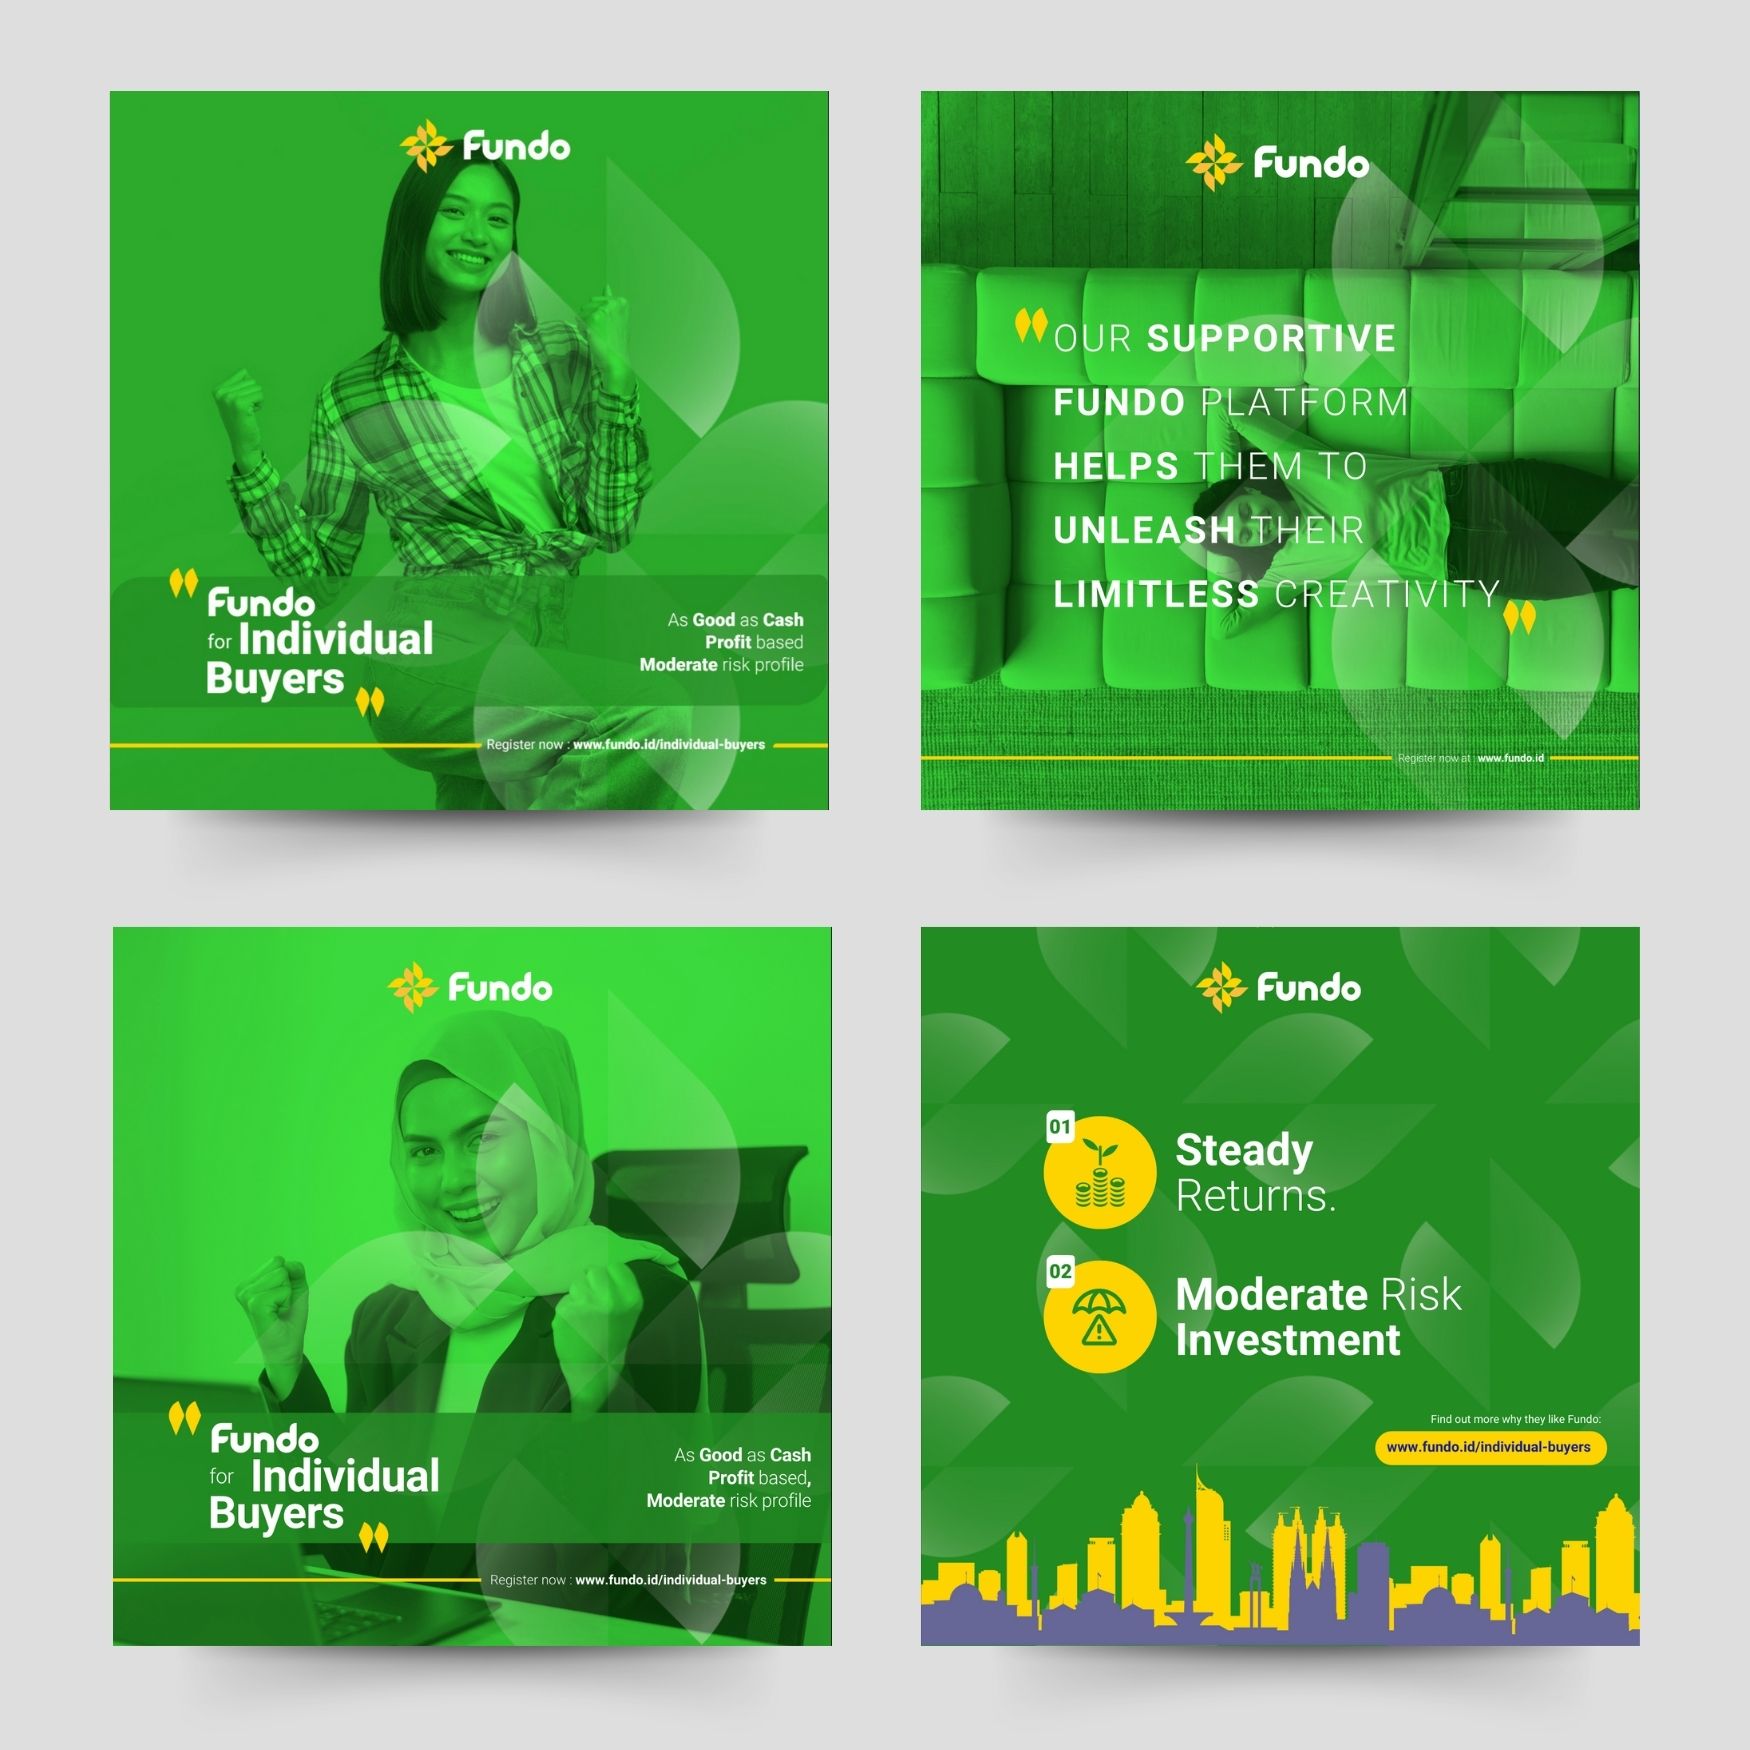 Fundo
Fundo
for Individual
Buyers
As Good as Cash
Profit based
Moderate risk profile
Register now : www.fundo.id/individual-buyers
Fundo
OUR SUPPORTIVE
FUNDO PLATFORM
HELPS THEM TO
UNLEASH THEIR
LIMITLESS CREATIVITY
Register now at : www.fundo.id
Fundo
Fundo
for Individual
Buyers
As Good as Cash
Profit based,
Moderate risk profile
Register now : www.fundo.id/individual-buyers
Fundo
01
Steady
Returns.
02
Moderate Risk
Investment
Find out more why they like Fundo:
www.fundo.id/individual-buyers